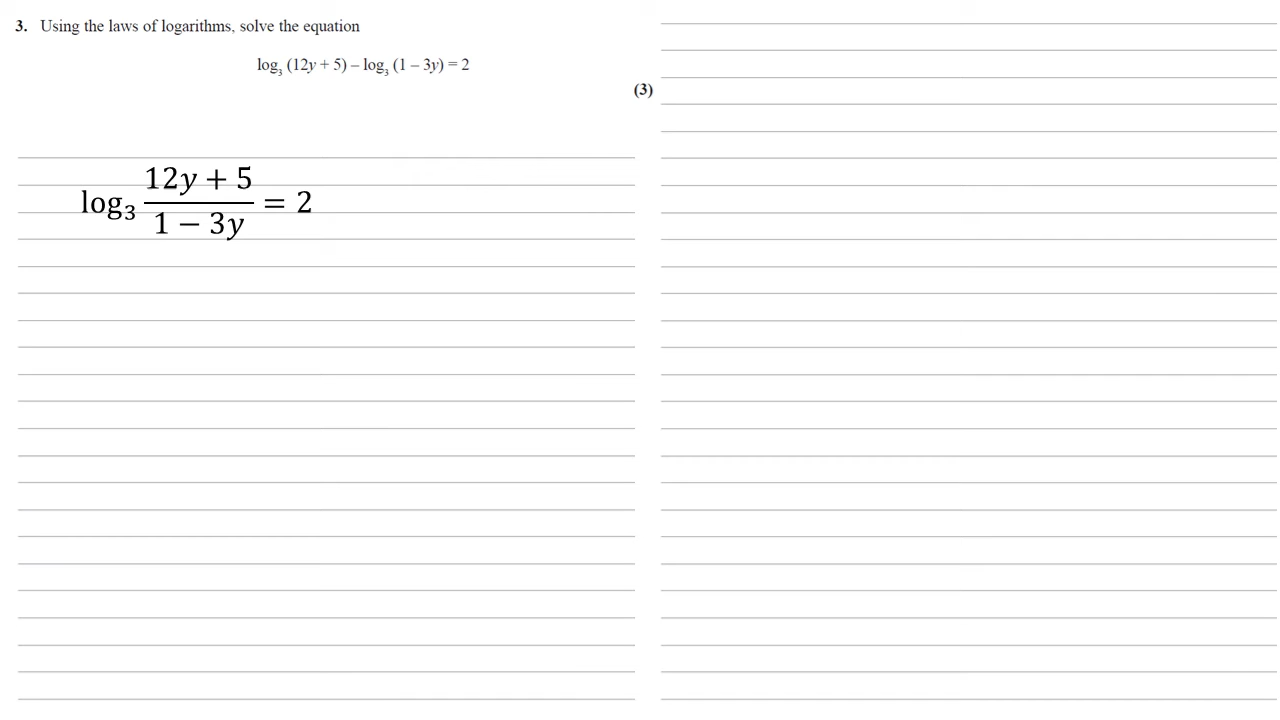 3. Using the laws of logarithms, solve the equation
log₃ (12y + 5) – log₃ (1 – 3y) = 2
(3)
log₃ (12y + 5)/(1 − 3y) = 2